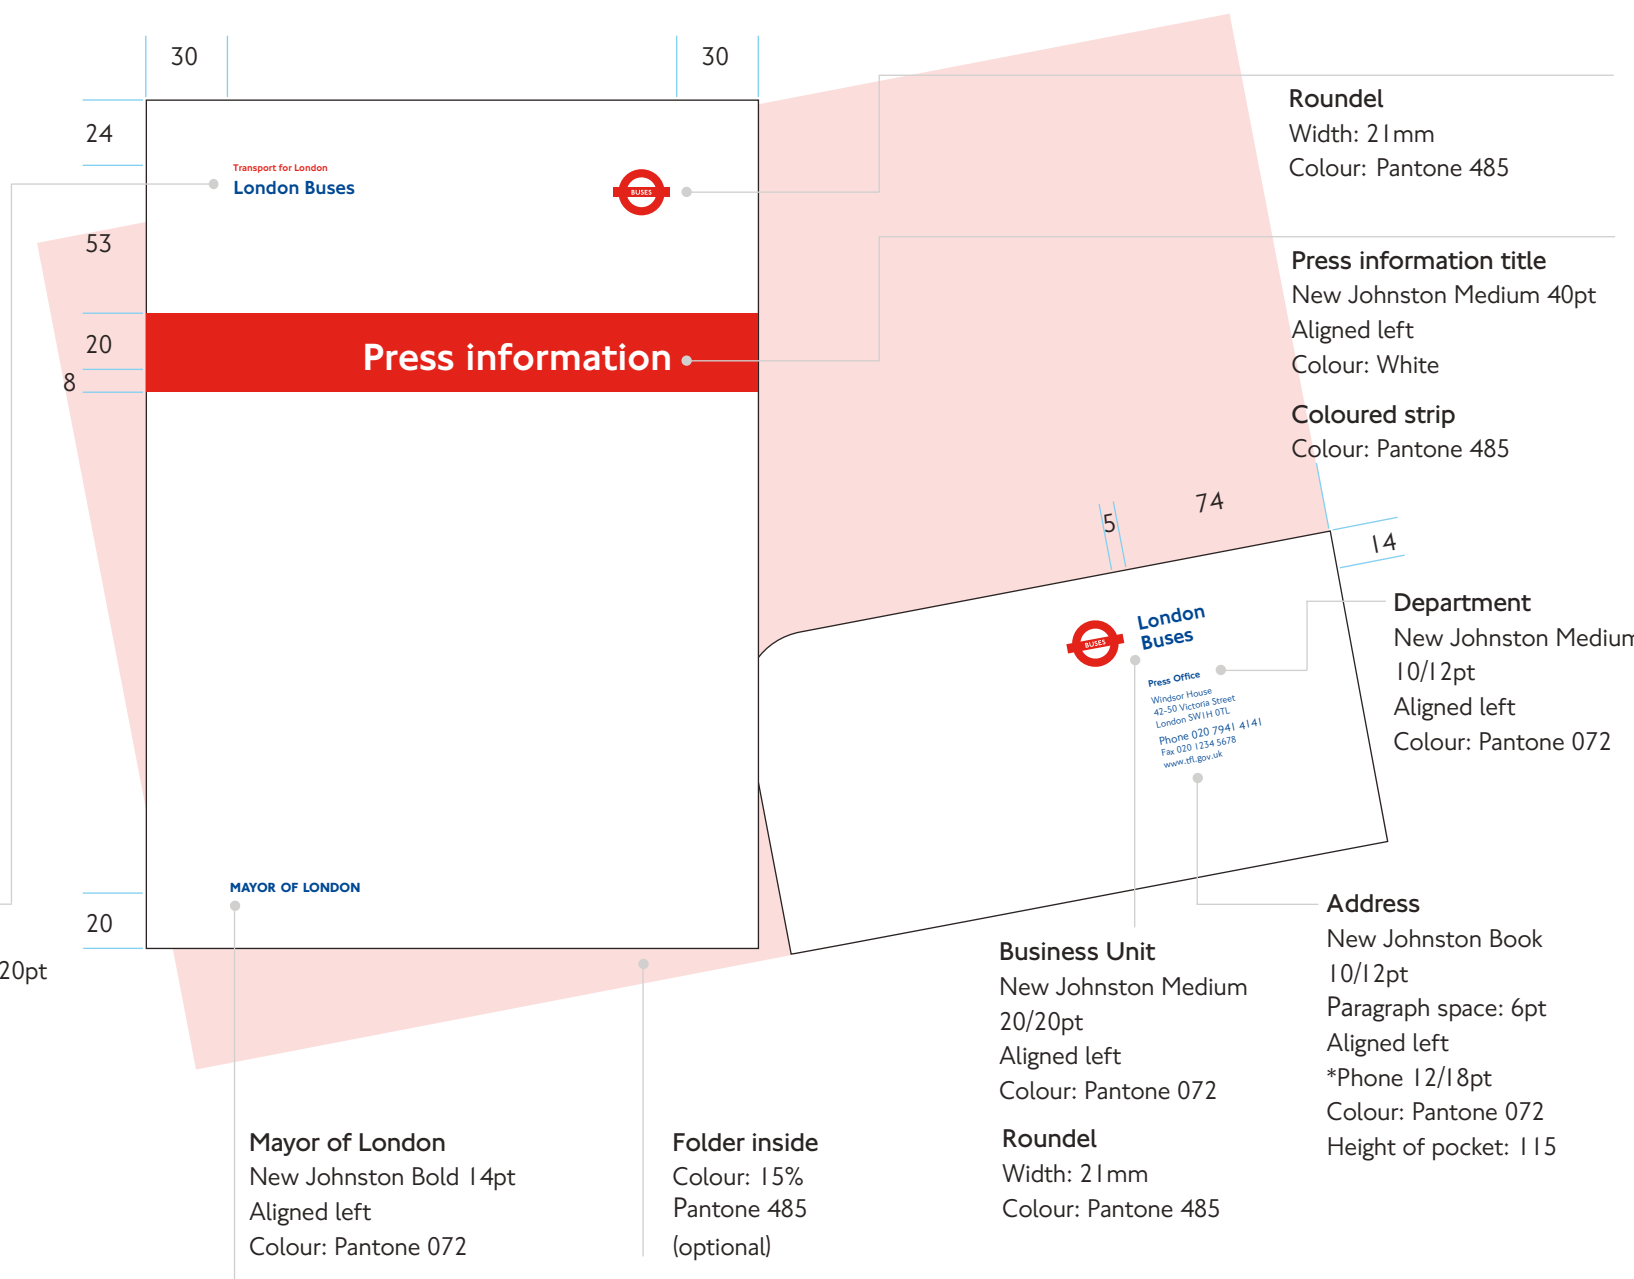 30
30
24
53
20
8
20
20pt
Transport for London
London Buses
BUSES
Press information
MAYOR OF LONDON
Roundel
Width: 21mm
Colour: Pantone 485
Press information title
New Johnston Medium 40pt
Aligned left
Colour: White
Coloured strip
Colour: Pantone 485
5
74
14
BUSES
London
Buses
Press Office
Windsor House
42-50 Victoria Street
London SW1H 0TL
Phone 020 7941 4141
Fax 020 1234 5678
www.tfl.gov.uk
Department
New Johnston Medium
10/12pt
Aligned left
Colour: Pantone 072
Address
New Johnston Book
10/12pt
Paragraph space: 6pt
Aligned left
*Phone 12/18pt
Colour: Pantone 072
Height of pocket: 115
Business Unit
New Johnston Medium
20/20pt
Aligned left
Colour: Pantone 072
Roundel
Width: 21mm
Colour: Pantone 485
Folder inside
Colour: 15%
Pantone 485
(optional)
Mayor of London
New Johnston Bold 14pt
Aligned left
Colour: Pantone 072